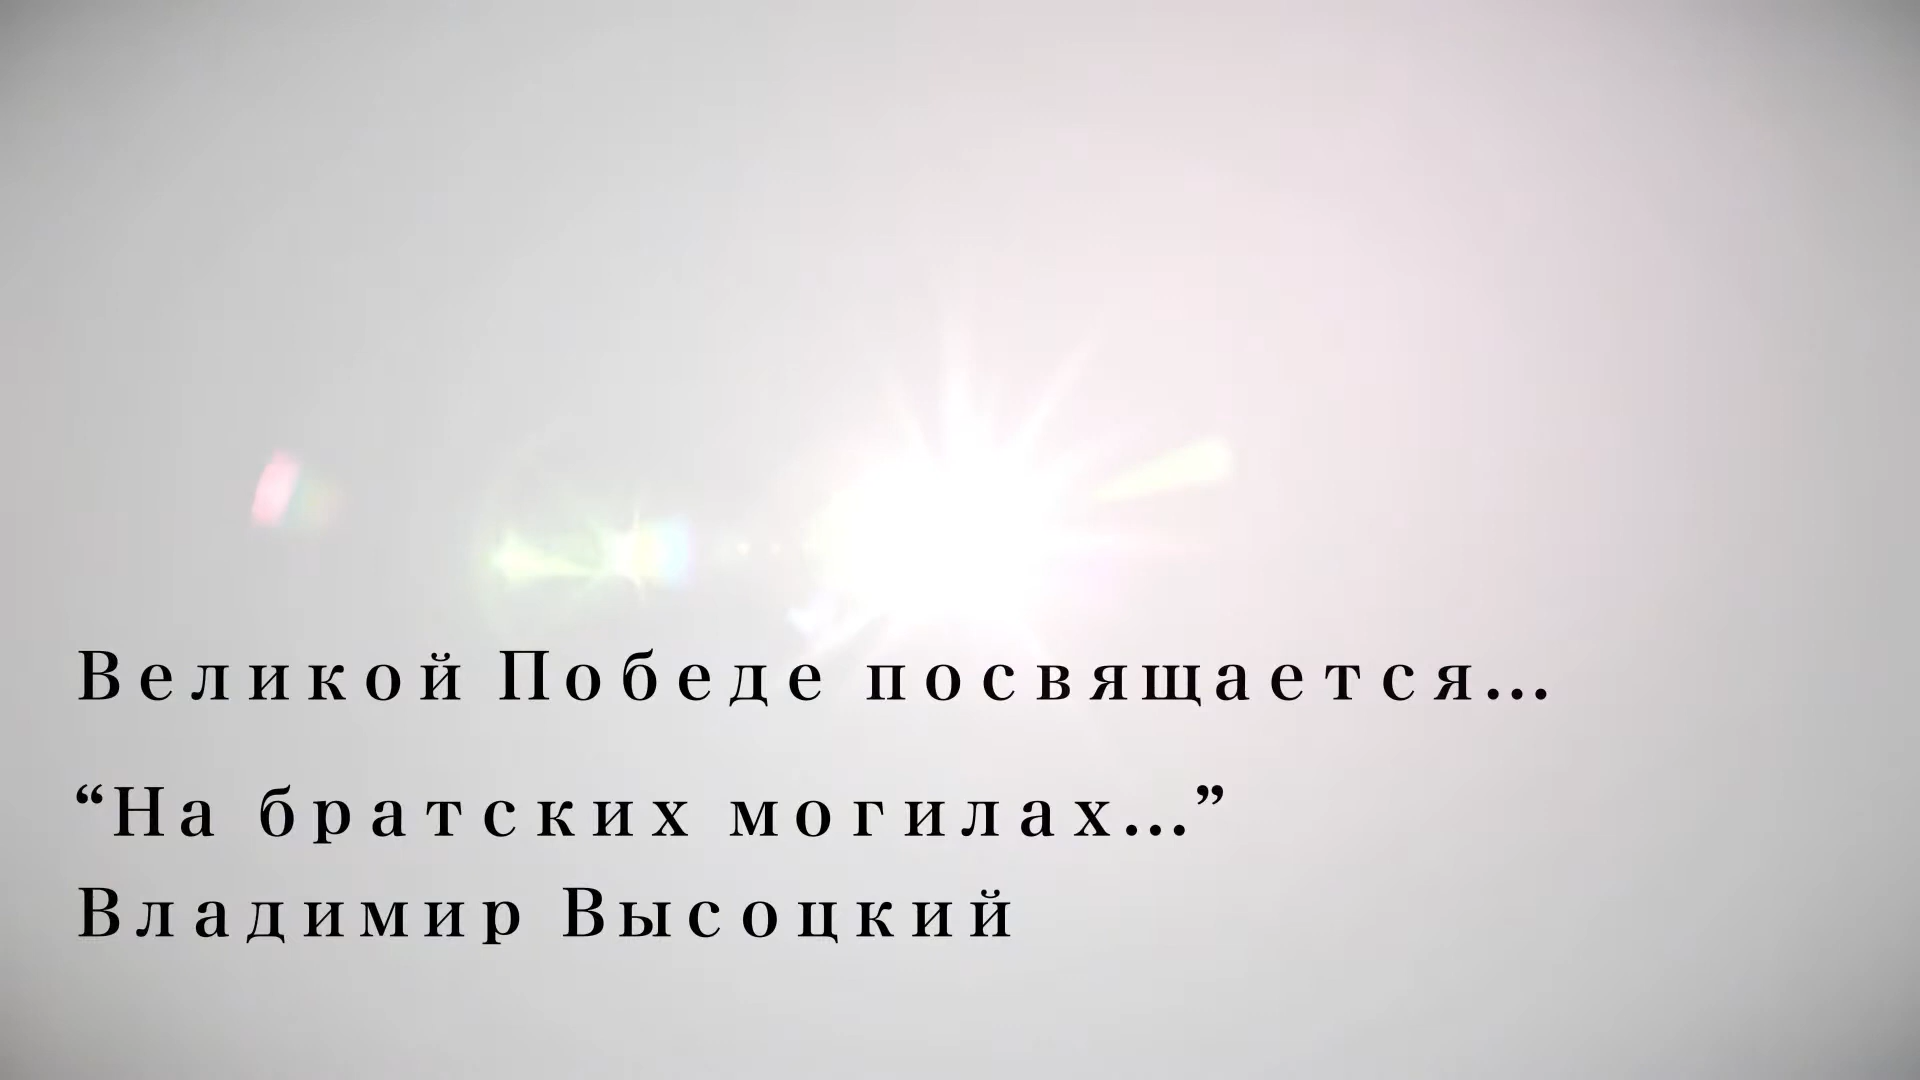 Великой Победе посвящается...
“На братских могилах...”
Владимир Высоцкий